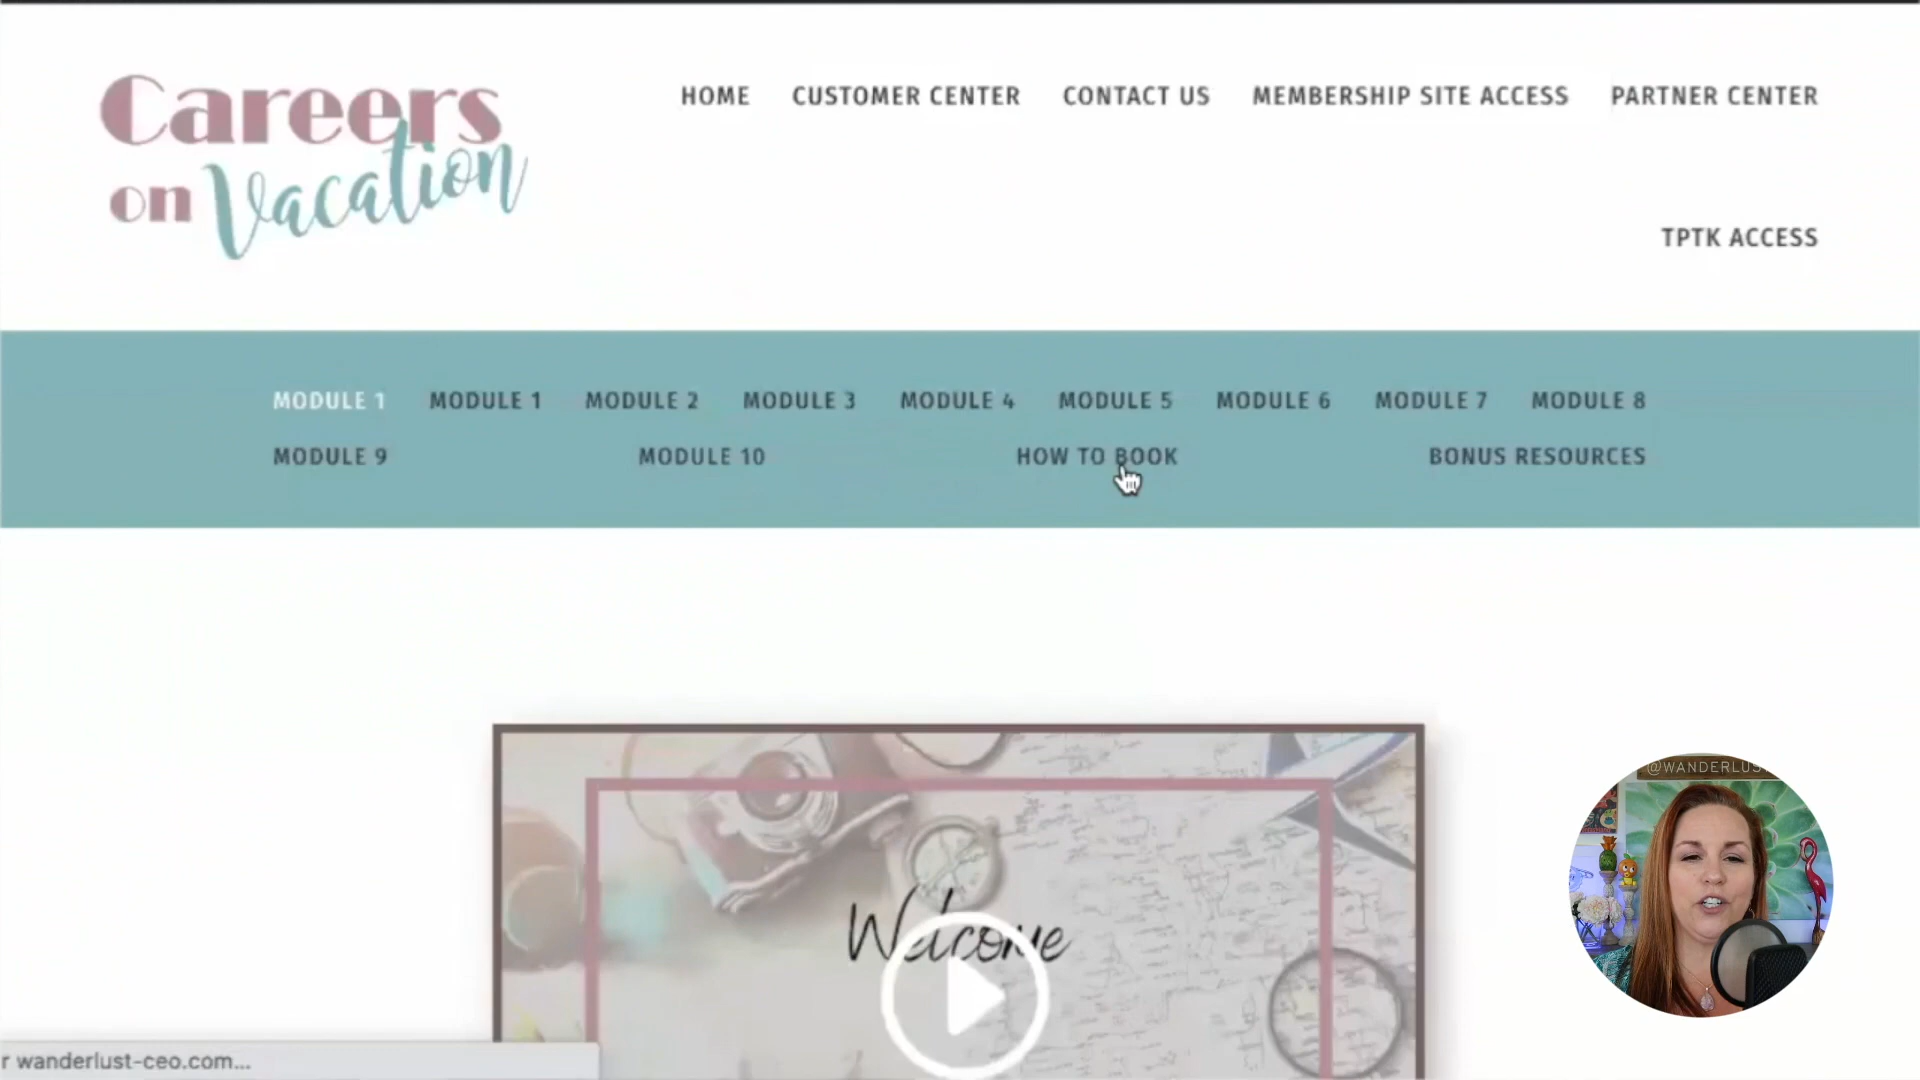 Careers
on Vacation
HOME CUSTOMER CENTER CONTACT US MEMBERSHIP SITE ACCESS PARTNER CENTER
TPTK ACCESS
MODULE 1 MODULE 1 MODULE 2 MODULE 3 MODULE 4 MODULE 5 MODULE 6 MODULE 7 MODULE 8
MODULE 9 MODULE 10 HOW TO BOOK BONUS RESOURCES
Welcome
@WANDERLUS
r wanderlust-ceo.com...